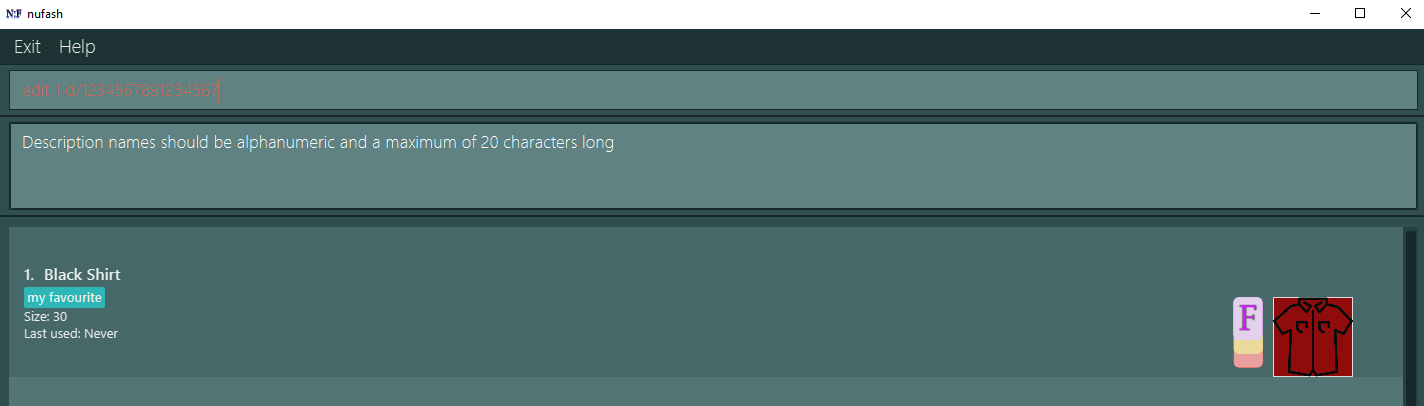 N:F nufash
Exit Help
edit 1 d/1234567891234567
Description names should be alphanumeric and a maximum of 20 characters long
1. Black Shirt
my favourite
Size: 30
Last used: Never
F